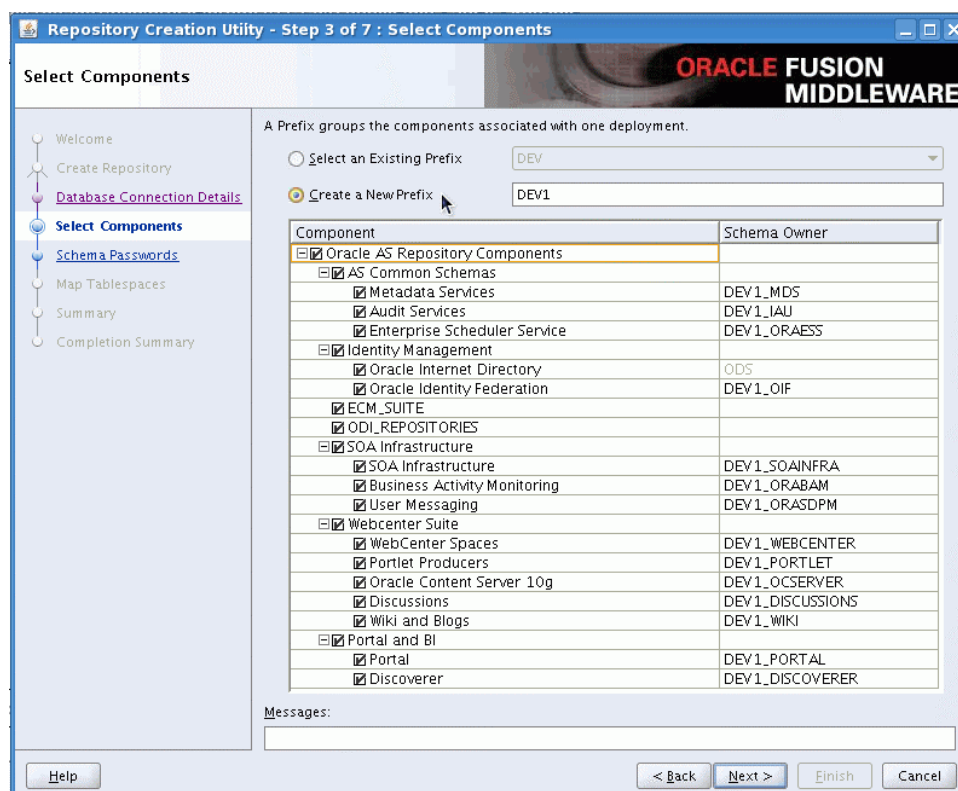 Repository Creation Utiity - Step 3 of 7 : Select Components
Select Components
ORACLE FUSION
MIDDLEWARE
Welcome
Create Repository
Database Connection Details
Select Components
Schema Passwords
Map Tablespaces
Summary
Completion Summary
A Prefix groups the components associated with one deployment.
Select an Existing Prefix DEV
Create a New Prefix DEV1
Component Schema Owner
Oracle AS Repository Components
AS Common Schemas
Metadata Services DEV1_MDS
Audit Services DEV1_IAU
Enterprise Scheduler Service DEV1_ORAESS
Identity Management
Oracle Internet Directory ODS
Oracle Identity Federation DEV1_OIF
ECM_SUITE
ODI_REPOSITORIES
SOA Infrastructure
SOA Infrastructure DEV1_SOAINFRA
Business Activity Monitoring DEV1_ORABAM
User Messaging DEV1_ORASDPM
Webcenter Suite
WebCenter Spaces DEV1_WEBCENTER
Portlet Producers DEV1_PORTLET
Oracle Content Server 10g DEV1_OCSERVER
Discussions DEV1_DISCUSSIONS
Wiki and Blogs DEV1_WIKI
Portal and BI
Portal DEV1_PORTAL
Discoverer DEV1_DISCOVERER
Messages:
Help < Back Next > Finish Cancel